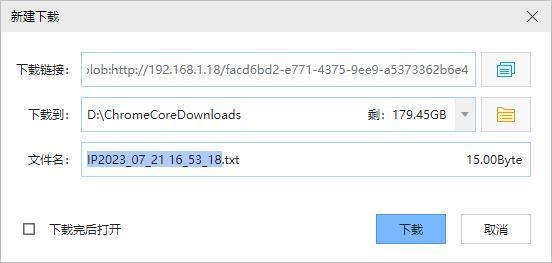 新建下载
下载链接： blob:http://192.168.1.18/facd6bd2-e771-4375-9ee9-a5373362b6e4
下载到： D:\ChromeCoreDownloads 剩：179.45GB
文件名： IP2023_07_21 16_53_18.txt 15.00Byte
下载完后打开 下载 取消